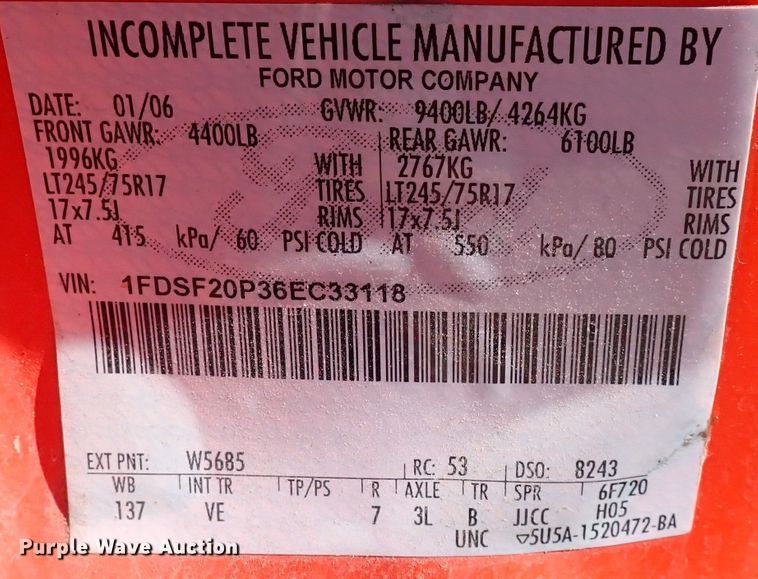 INCOMPLETE VEHICLE MANUFACTURED BY
FORD MOTOR COMPANY
DATE: 01/06 GVWR: 9400LB/ 4264KG
FRONT GAWR: 4400LB REAR GAWR: 6100LB
1996KG WITH 2767KG WITH
LT245/75R17 TIRES LT245/75R17 TIRES
17x7.5J RIMS 17x7.5J RIMS
AT 415 kPa/ 60 PSI COLD AT 550 kPa/ 80 PSI COLD
VIN: 1FDSF20P36EC33118
EXT PNT: W5685 RC: 53 DSO: 8243
WB INT TR TP/PS R AXLE TR SPR 6F720
137 VE 7 3L B JJCC H05
UNC ▽5U5A-1520472-BA
Purple Wave Auction